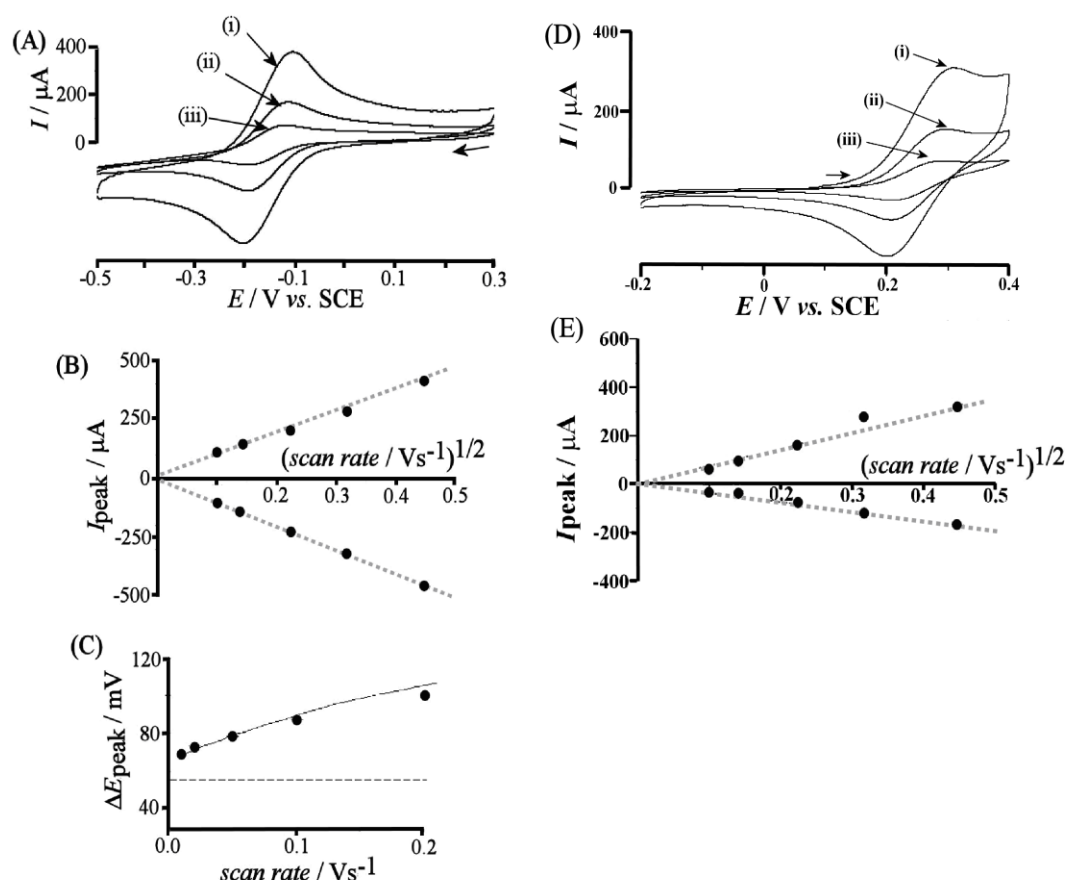 (A)
(i)
(ii)
(iii)
400
200
0
I / μA
-0.5
-0.3
-0.1
0.1
0.3
E / V vs. SCE
(B)
500
250
0
-250
-500
Ipeak / μA
(scan rate / Vs-1)1/2
0.1
0.2
0.3
0.4
0.5
(C)
120
80
40
ΔEpeak / mV
0.0
0.1
0.2
scan rate / Vs-1
(D)
(i)
(ii)
(iii)
400
200
0
I / μA
-0.2
0
0.2
0.4
E / V vs. SCE
(E)
600
400
200
0
-200
-400
Ipeak / μA
(scan rate / Vs-1)1/2
0.1
0.2
0.3
0.4
0.5